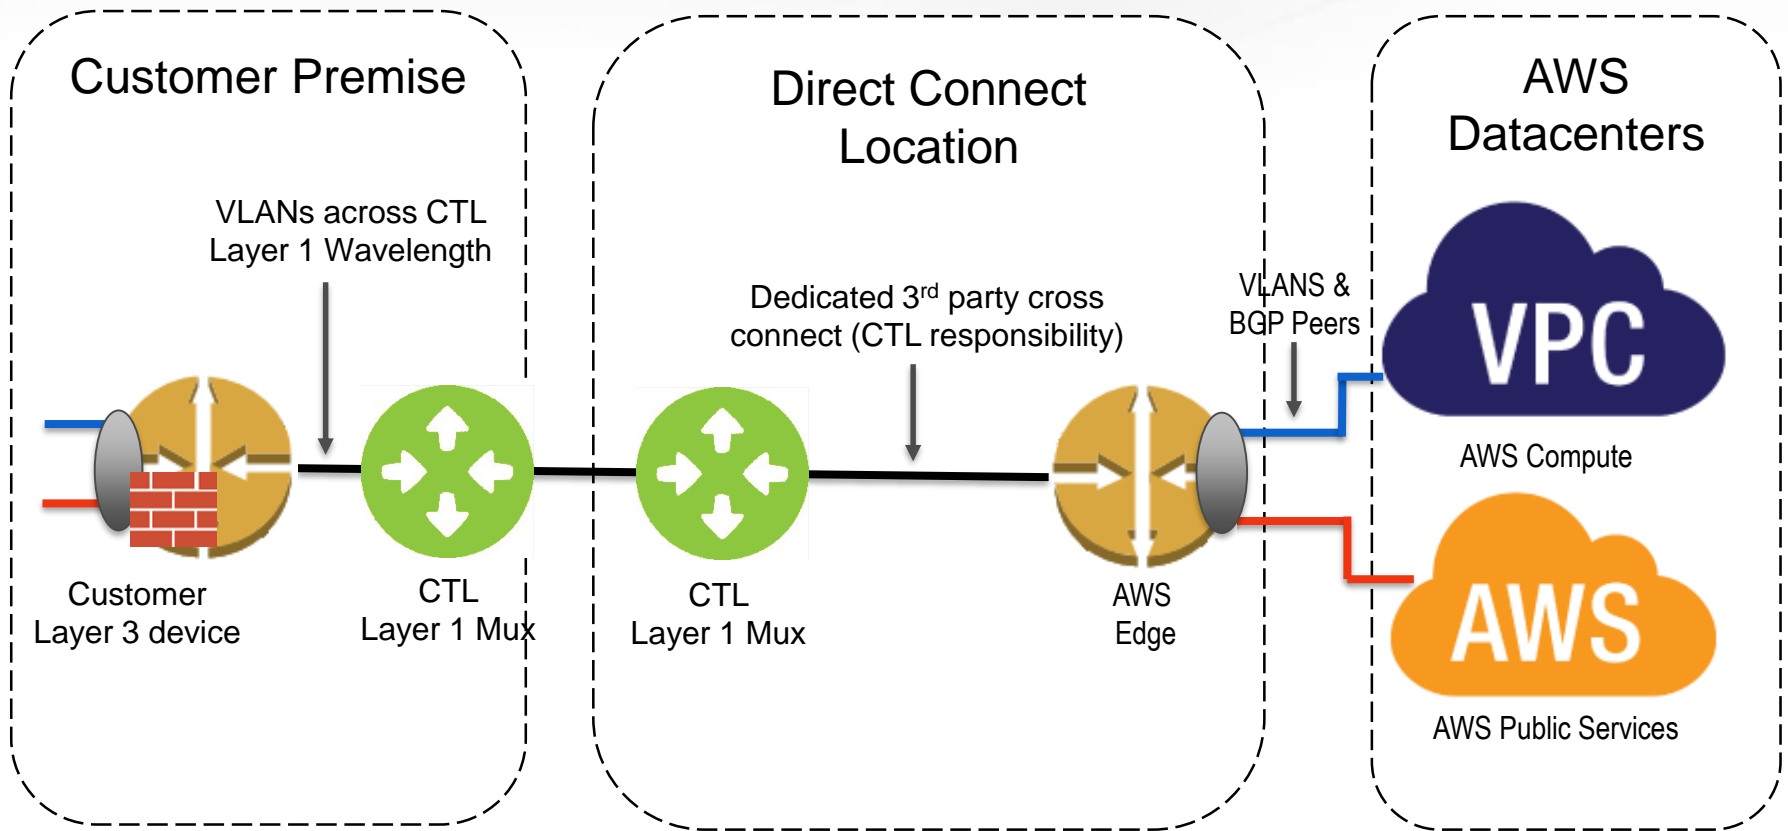 Customer Premise
Direct Connect
Location
AWS
Datacenters
VLANs across CTL
Layer 1 Wavelength
Dedicated 3rd party cross
connect (CTL responsibility)
VLANS &
BGP Peers
VPC
AWS Compute
AWS
AWS Public Services
Customer
Layer 3 device
CTL
Layer 1 Mux
CTL
Layer 1 Mux
AWS
Edge